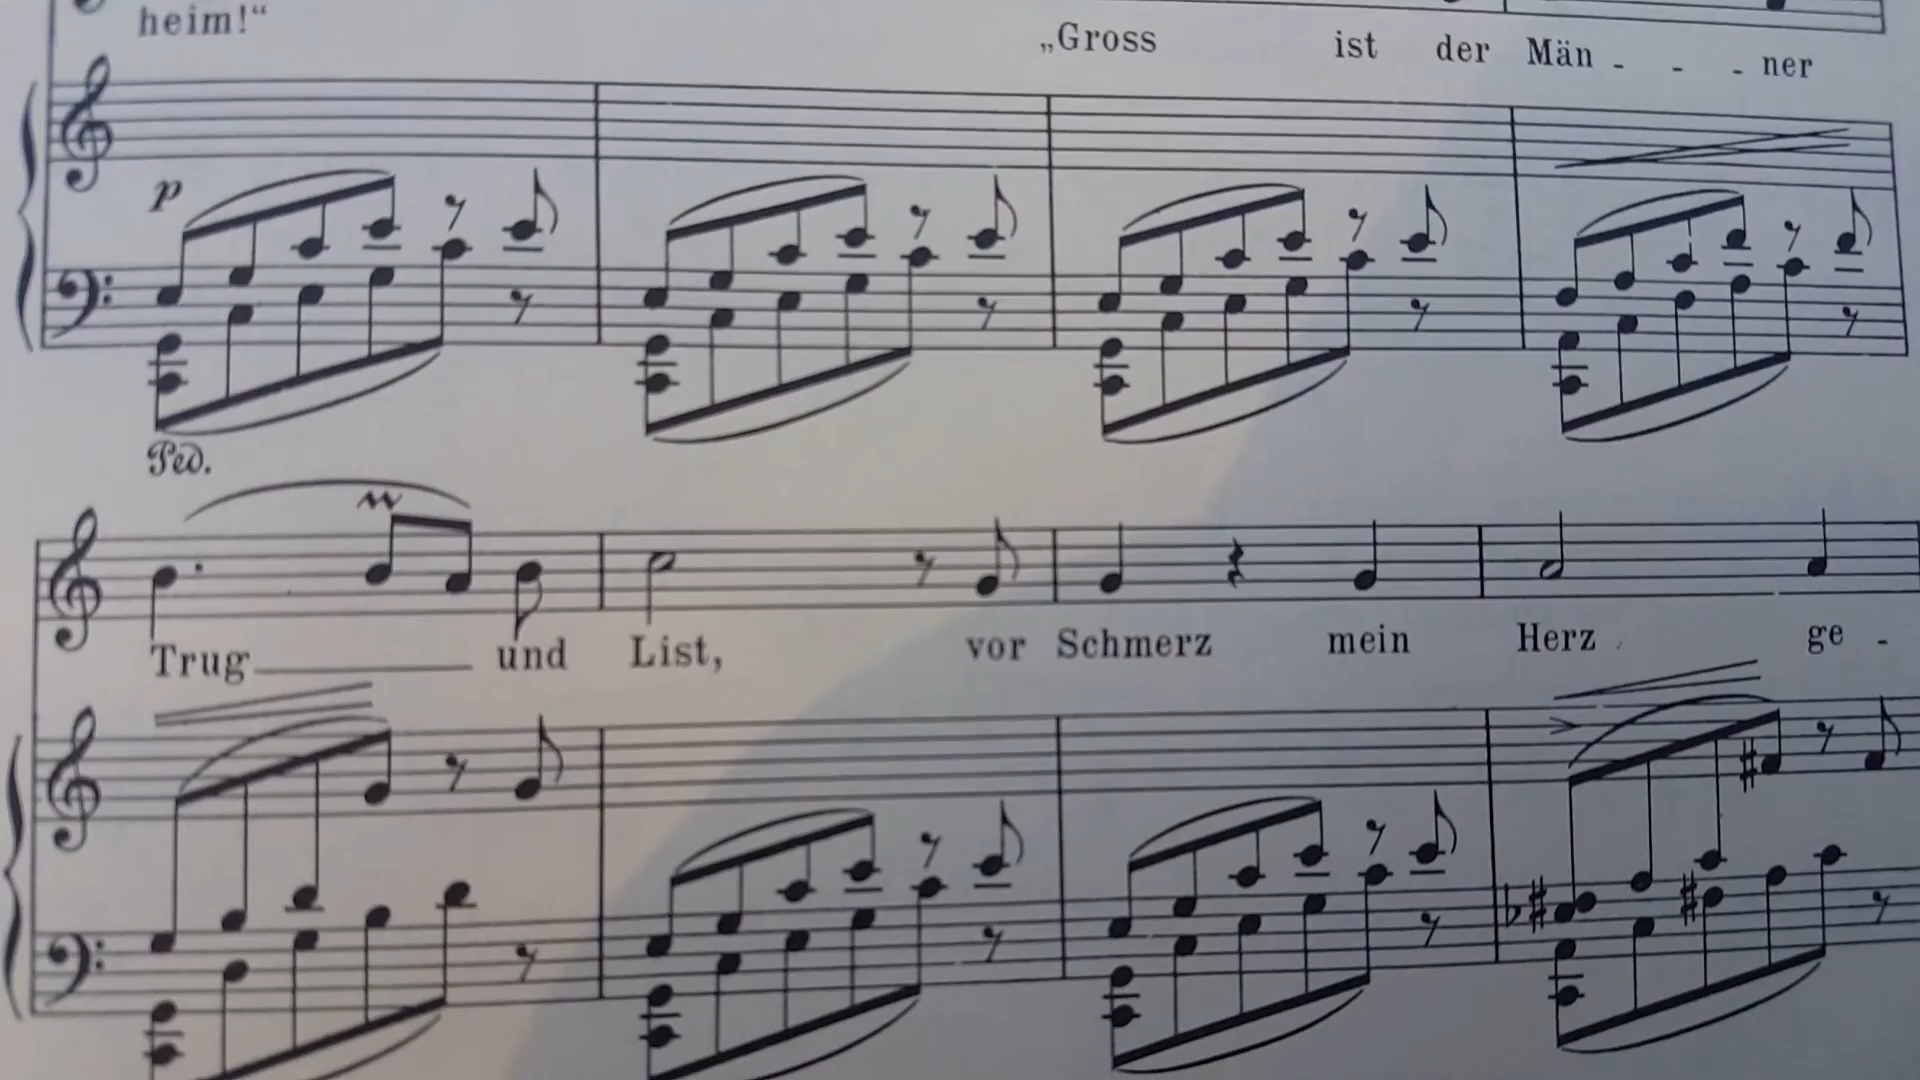 heim!“ „Gross ist der Män - - - ner
p
Ped.
Trug und List, vor Schmerz mein Herz ge -